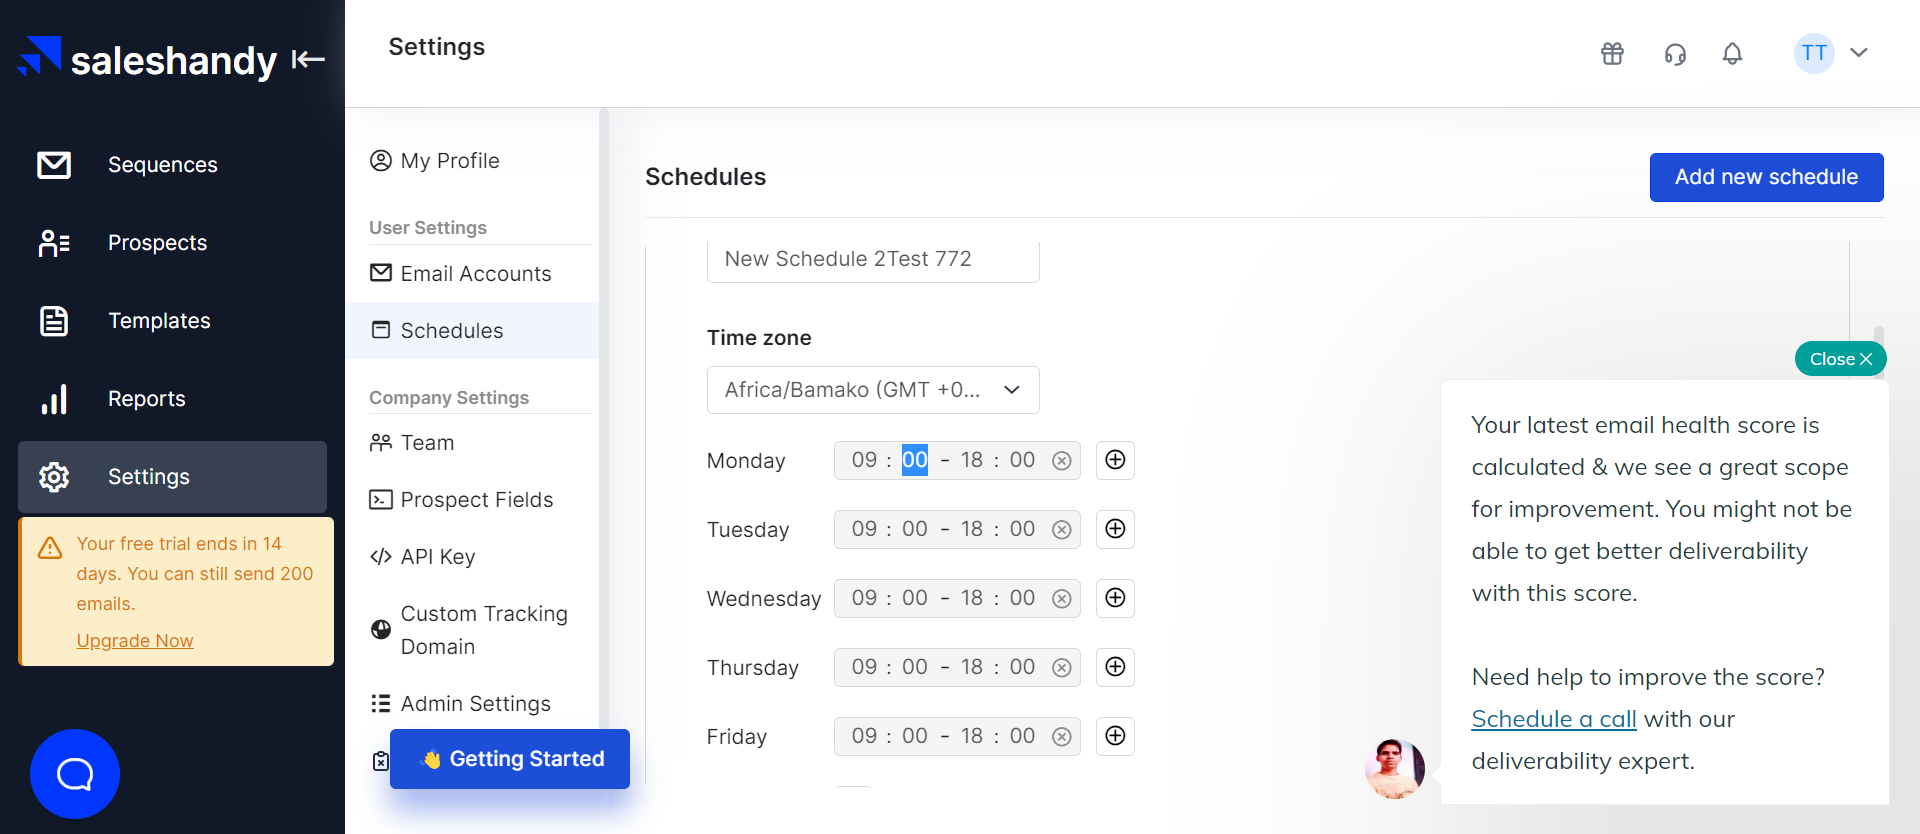 saleshandy
Sequences
Prospects
Templates
Reports
Settings
Your free trial ends in 14
days. You can still send 200
emails.
Upgrade Now
Settings
TT
My Profile
User Settings
Email Accounts
Schedules
Company Settings
Team
Prospect Fields
API Key
Custom Tracking
Domain
Admin Settings
Getting Started
Schedules
Add new schedule
New Schedule 2Test 772
Time zone
Africa/Bamako (GMT +0...
Monday 09 : 00 - 18 : 00
Tuesday 09 : 00 - 18 : 00
Wednesday 09 : 00 - 18 : 00
Thursday 09 : 00 - 18 : 00
Friday 09 : 00 - 18 : 00
Close
Your latest email health score is
calculated & we see a great scope
for improvement. You might not be
able to get better deliverability
with this score.
Need help to improve the score?
Schedule a call with our
deliverability expert.